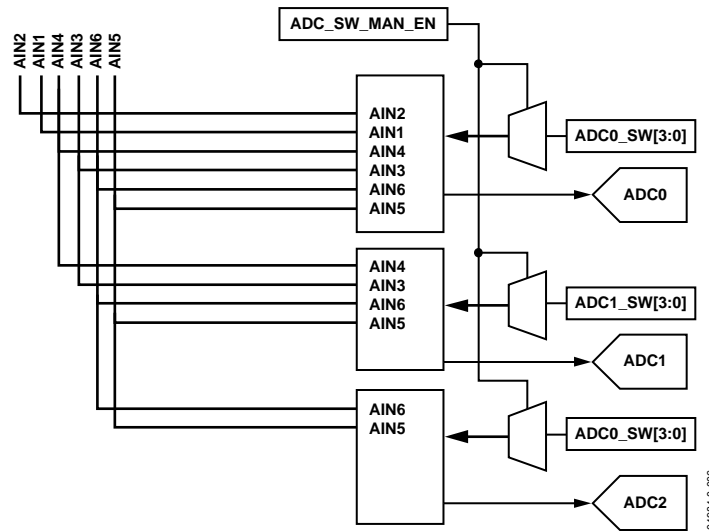 ADC_SW_MAN_EN
AIN2
AIN1
AIN4
AIN3
AIN6
AIN5
AIN2
AIN1
AIN4
AIN3
AIN6
AIN5
ADC0_SW[3:0]
ADC0
AIN4
AIN3
AIN6
AIN5
ADC1_SW[3:0]
ADC1
AIN6
AIN5
ADC0_SW[3:0]
ADC2